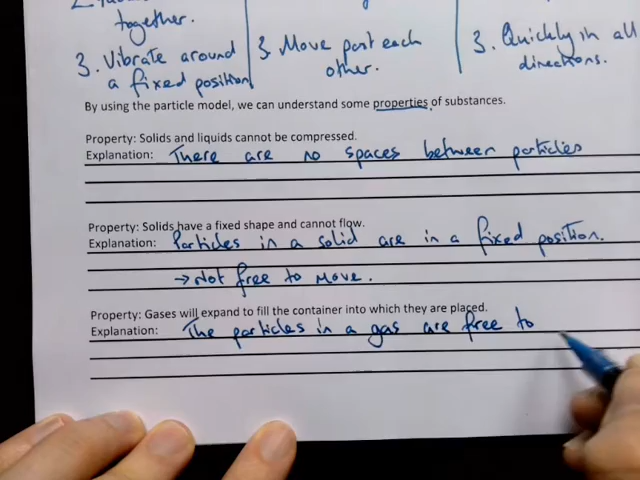 together.
3. Vibrate around
a fixed position
3. Move past each
other.
3. Quickly in all
directions.
By using the particle model, we can understand some properties of substances.
Property: Solids and liquids cannot be compressed.
Explanation: There are no spaces between particles
Property: Solids have a fixed shape and cannot flow.
Explanation: Particles in a solid are in a fixed position.
→ Not free to move.
Property: Gases will expand to fill the container into which they are placed.
Explanation: The particles in a gas are free to